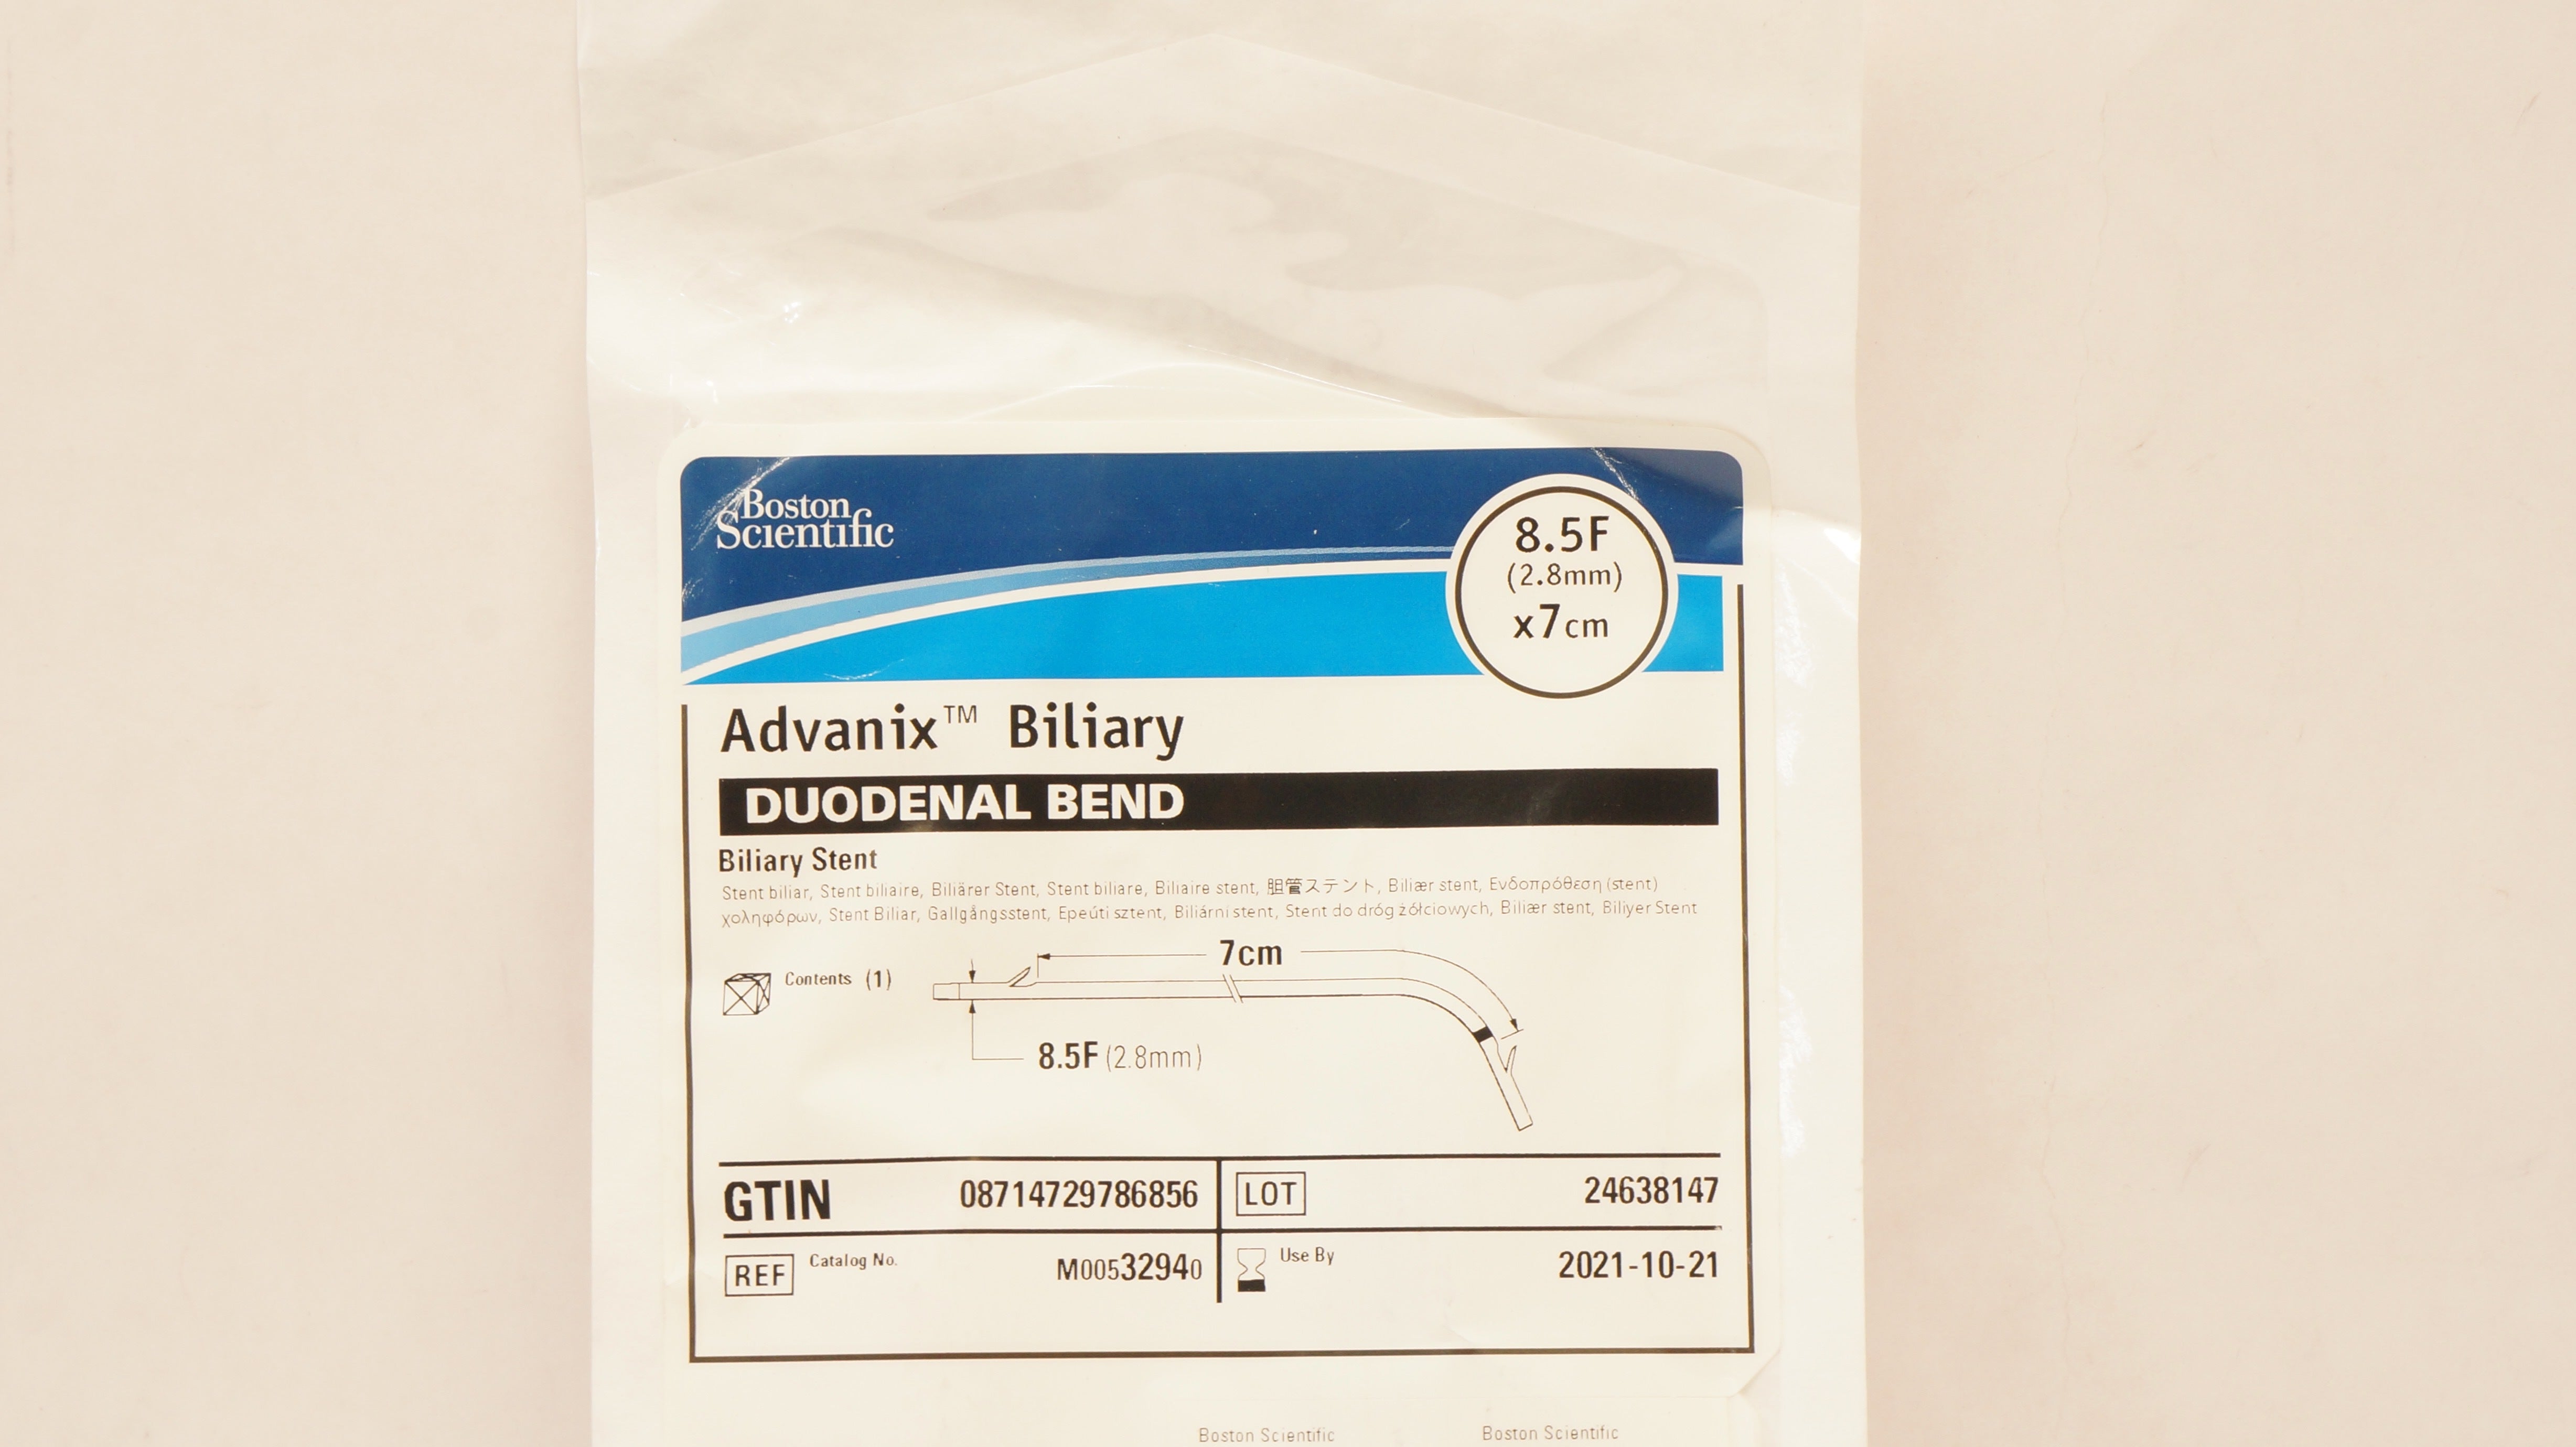 Boston
Scientific
8.5F
(2.8mm)
x7cm
Advanix™ Biliary
DUODENAL BEND
Biliary Stent
Stent biliar, Stent biliaire, Biliärer Stent, Stent biliare, Biliaire stent, 胆管ステント, Biliær stent, Ενδοπρόθεση (stent)
χοληφόρων, Stent Biliar, Gallgångsstent, Epeúti sztent, Biliární stent, Stent do dróg żółciowych, Biliær stent, Biliyer Stent
7cm
Contents (1)
8.5F (2.8mm)
GTIN 08714729786856
LOT 24638147
REF Catalog No. M00532940
Use By 2021-10-21
Boston Scientific Boston Scientific